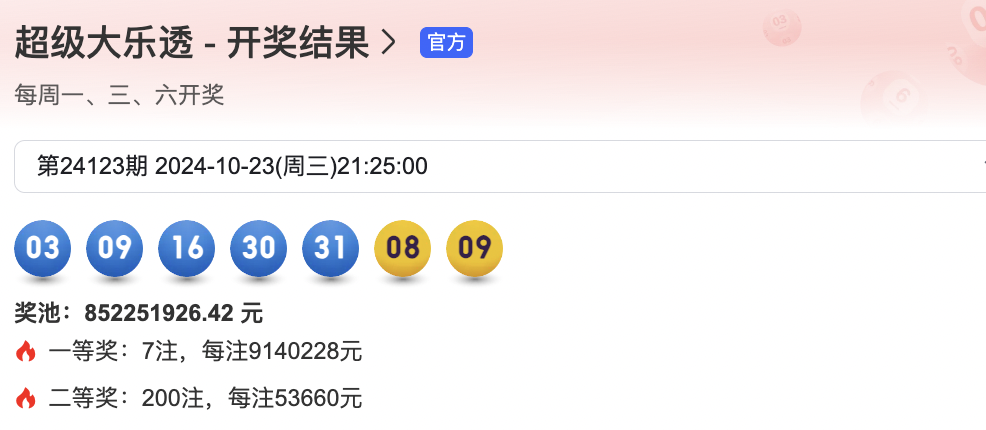 超级大乐透 - 开奖结果 > 官方
每周一、三、六开奖
第24123期 2024-10-23(周三)21:25:00
03 09 16 30 31 08 09
奖池：852251926.42 元
一等奖：7注，每注9140228元
二等奖：200注，每注53660元